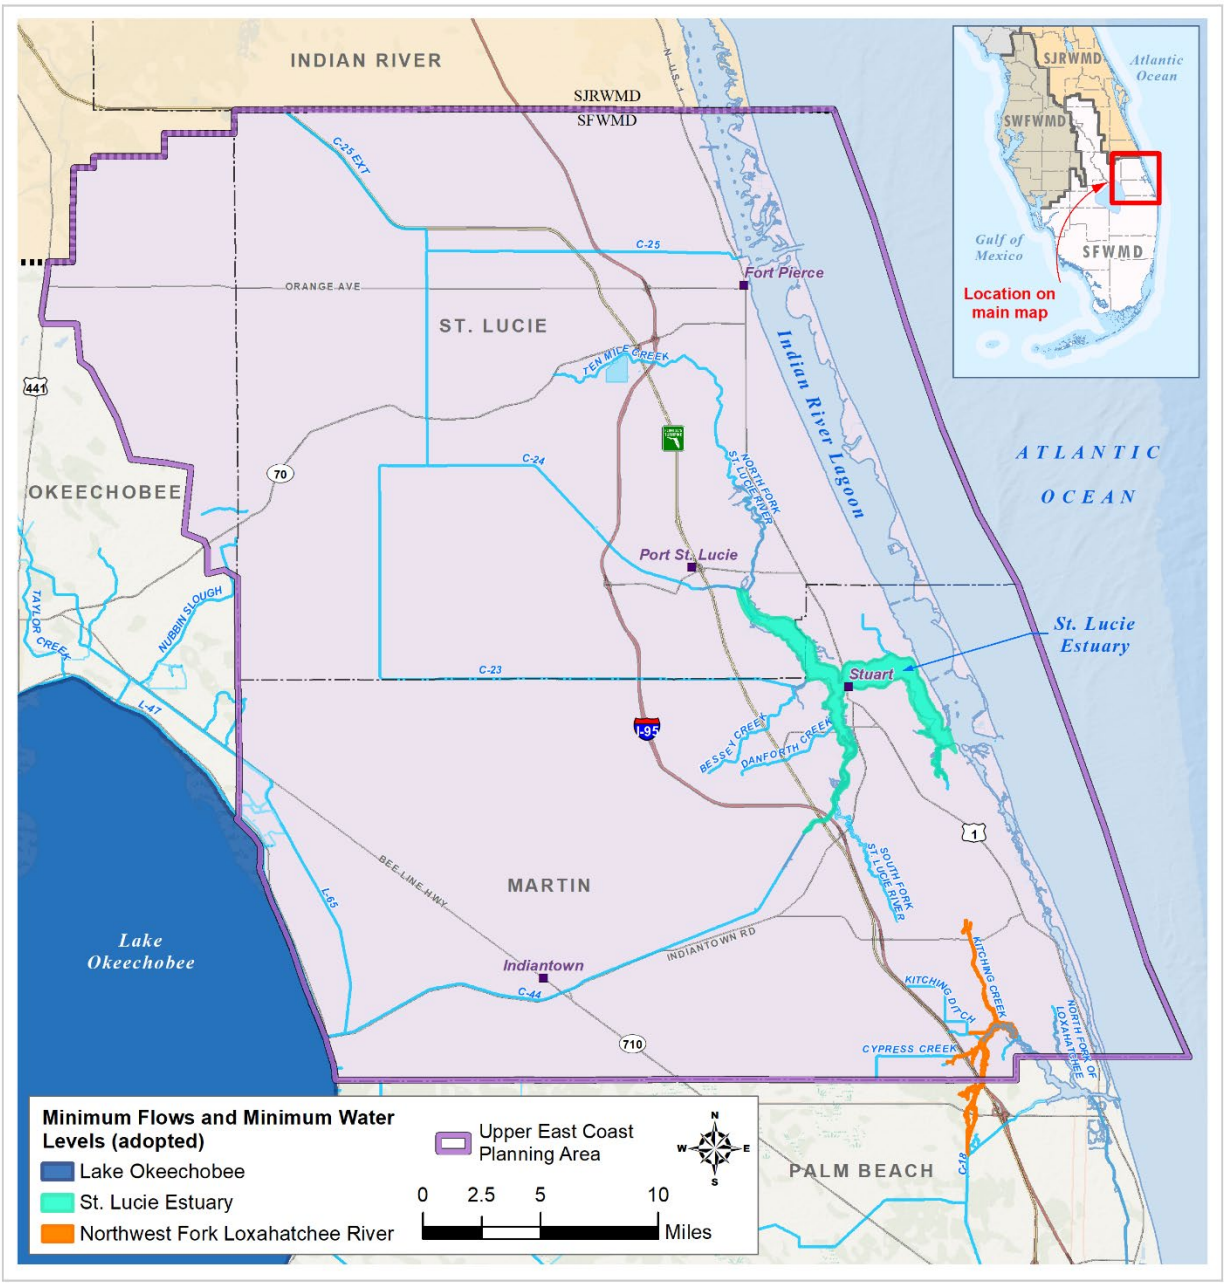 INDIAN RIVER
N US 1
SJRWMD
SFWMD
C-25 EXT
C-25
Fort Pierce
ORANGE AVE
ST. LUCIE
TEN MILE CREEK
Indian River Lagoon
441
70
OKEECHOBEE
C-24
NORTH FORK
ST. LUCIE RIVER
Port St. Lucie
ATLANTIC
OCEAN
TAYLOR
CREEK
NUBBIN SLOUGH
St. Lucie
Estuary
C-23
Stuart
L-47
I-95
BESSEY CREEK
DANFORTH CREEK
1
BEE LINE HWY
MARTIN
SOUTH FORK
ST. LUCIE RIVER
L-65
Lake
Okeechobee
INDIANTOWN RD
Indiantown
C-44
KITCHING CREEK
KITCHING DITCH
NORTH FORK OF
LOXAHATCHEE
710
CYPRESS CREEK
PALM BEACH
C-18
SJRWMD
Atlantic
Ocean
SWFWMD
Gulf of
Mexico
SFWMD
Location on
main map
Minimum Flows and Minimum Water
Levels (adopted)
Lake Okeechobee
St. Lucie Estuary
Northwest Fork Loxahatchee River
Upper East Coast
Planning Area
N
W
E
S
0 2.5 5 10
Miles